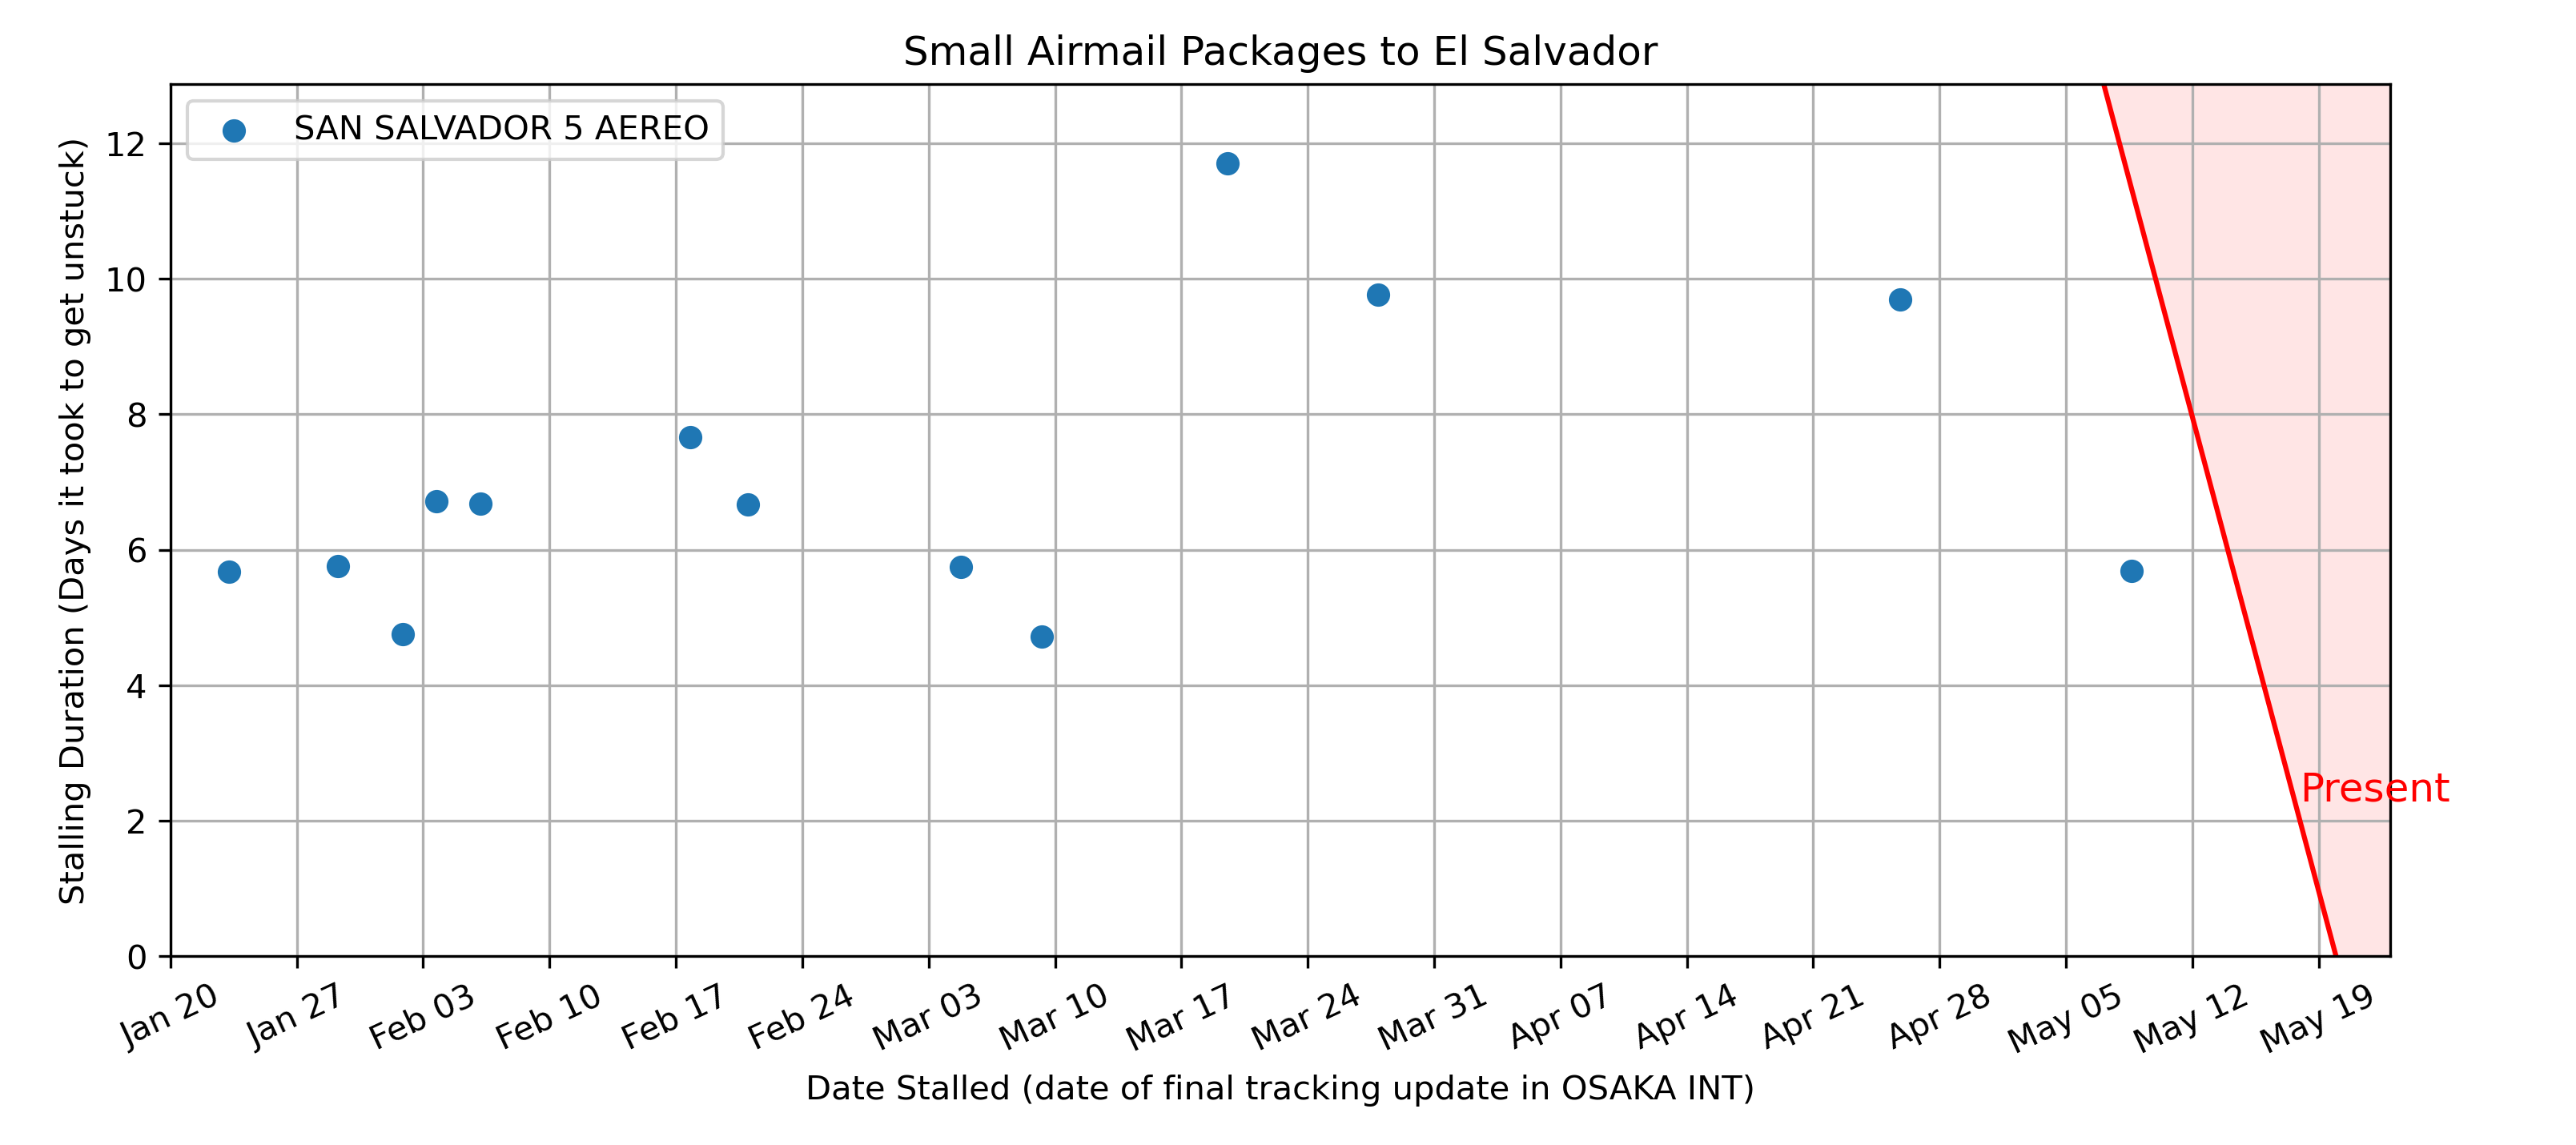 Small Airmail Packages to El Salvador
SAN SALVADOR 5 AEREO
Stalling Duration (Days it took to get unstuck)
12
10
8
6
4
2
0
Present
Jan 20 Jan 27 Feb 03 Feb 10 Feb 17 Feb 24 Mar 03 Mar 10 Mar 17 Mar 24 Mar 31 Apr 07 Apr 14 Apr 21 Apr 28 May 05 May 12 May 19
Date Stalled (date of final tracking update in OSAKA INT)